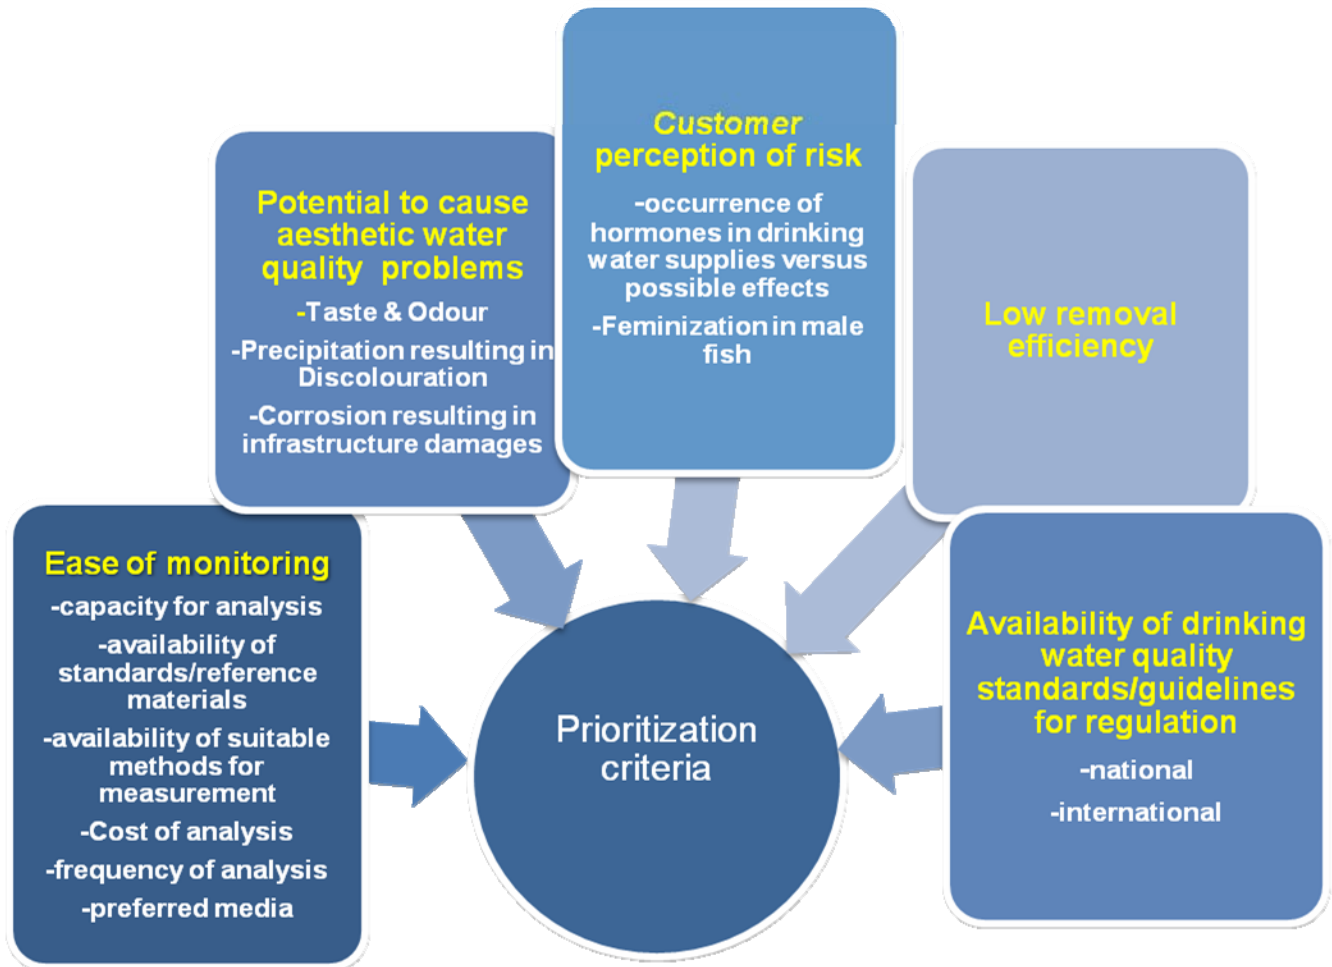 Ease of monitoring
-capacity for analysis
-availability of
standards/reference
materials
-availability of suitable
methods for
measurement
-Cost of analysis
-frequency of analysis
-preferred media
Potential to cause
aesthetic water
quality problems
-Taste & Odour
-Precipitation resulting in
Discolouration
-Corrosion resulting in
infrastructure damages
Customer
perception of risk
-occurrence of
hormones in drinking
water supplies versus
possible effects
-Feminization in male
fish
Low removal
efficiency
Availability of drinking
water quality
standards/guidelines
for regulation
-national
-international
Prioritization
criteria